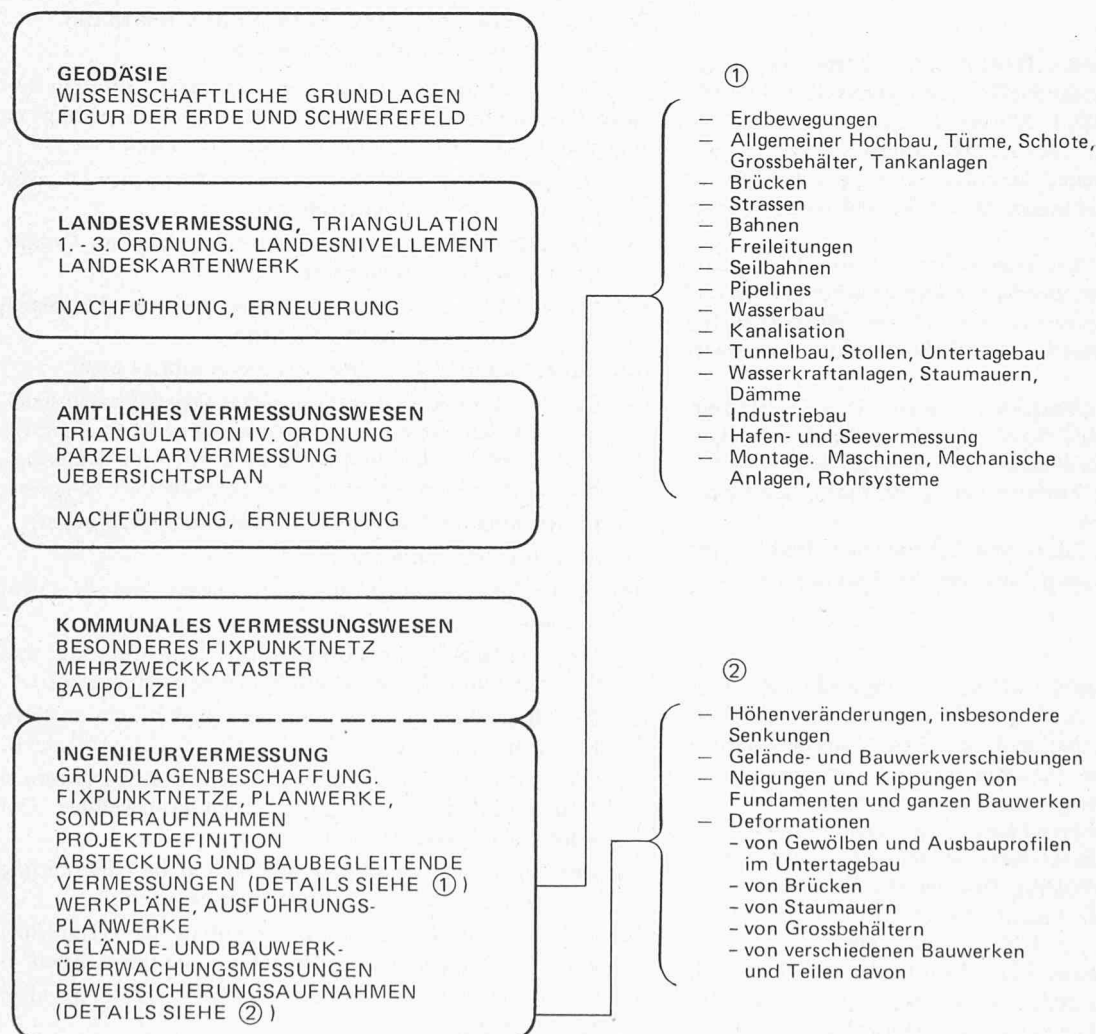 GEODÄSIE
WISSENSCHAFTLICHE GRUNDLAGEN
FIGUR DER ERDE UND SCHWEREFELD
LANDESVERMESSUNG, TRIANGULATION
1. - 3. ORDNUNG. LANDESNIVELLEMENT
LANDESKARTENWERK
NACHFÜHRUNG, ERNEUERUNG
AMTLICHES VERMESSUNGSWESEN
TRIANGULATION IV. ORDNUNG
PARZELLARVERMESSUNG
UEBERSICHTSPLAN
NACHFÜHRUNG, ERNEUERUNG
KOMMUNALES VERMESSUNGSWESEN
BESONDERES FIXPUNKTNETZ
MEHRZWECKKATASTER
BAUPOLIZEI
INGENIEURVERMESSUNG
GRUNDLAGENBESCHAFFUNG.
FIXPUNKTNETZE, PLANWERKE,
SONDERAUFNAHMEN
PROJEKTDEFINITION
ABSTECKUNG UND BAUBEGLEITENDE
VERMESSUNGEN (DETAILS SIEHE ①)
WERKPLÄNE, AUSFÜHRUNGS-
PLANWERKE
GELÄNDE- UND BAUWERK-
ÜBERWACHUNGSMESSUNGEN
BEWEISSICHERUNGSAUFNAHMEN
(DETAILS SIEHE ②)
①
– Erdbewegungen
– Allgemeiner Hochbau, Türme, Schlote,
Grossbehälter, Tankanlagen
– Brücken
– Strassen
– Bahnen
– Freileitungen
– Seilbahnen
– Pipelines
– Wasserbau
– Kanalisation
– Tunnelbau, Stollen, Untertagebau
– Wasserkraftanlagen, Staumauern,
Dämme
– Industriebau
– Hafen- und Seevermessung
– Montage. Maschinen, Mechanische
Anlagen, Rohrsysteme
②
– Höhenveränderungen, insbesondere
Senkungen
– Gelände- und Bauwerkverschiebungen
– Neigungen und Kippungen von
Fundamenten und ganzen Bauwerken
– Deformationen
– von Gewölben und Ausbauprofilen
im Untertagebau
– von Brücken
– von Staumauern
– von Grossbehältern
– von verschiedenen Bauwerken
und Teilen davon